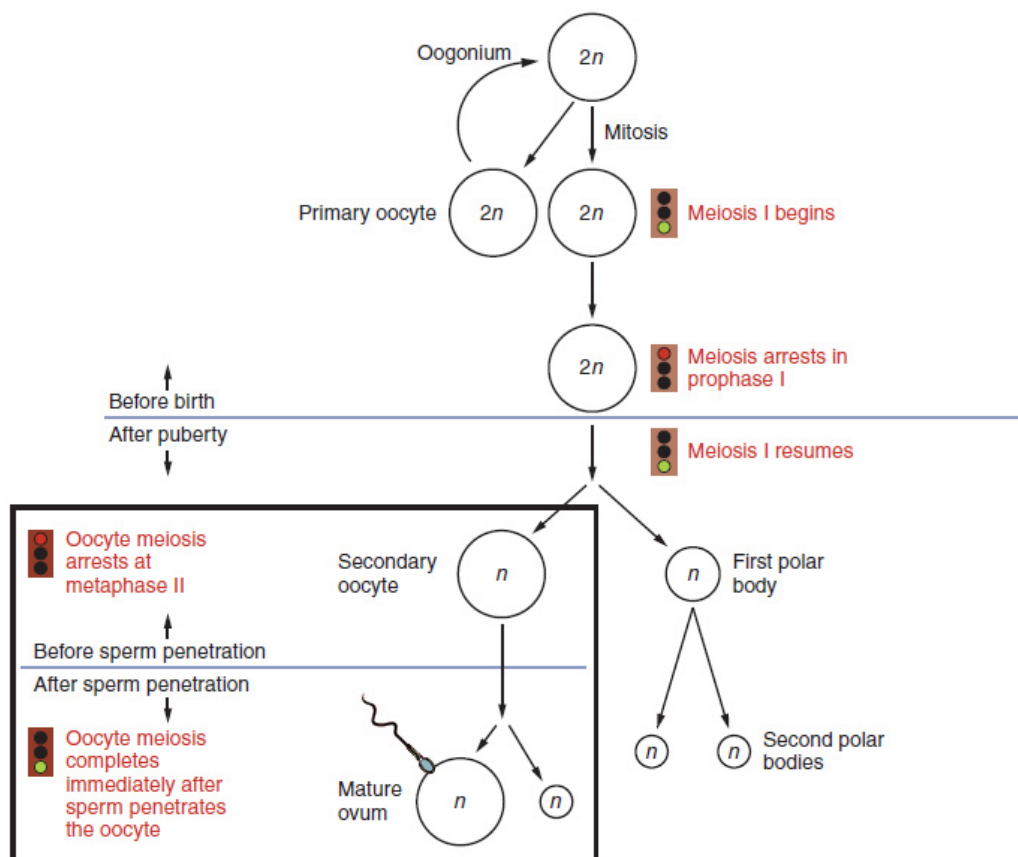 2n
Oogonium
Mitosis
Primary oocyte
2n
2n
Meiosis I begins
2n
Meiosis arrests in
prophase I
Before birth
After puberty
Meiosis I resumes
Oocyte meiosis
arrests at
metaphase II
Secondary
oocyte
n
n
First polar
body
Before sperm penetration
After sperm penetration
Oocyte meiosis
completes
immediately after
sperm penetrates
the oocyte
Mature
ovum
n
n
n
n
Second polar
bodies